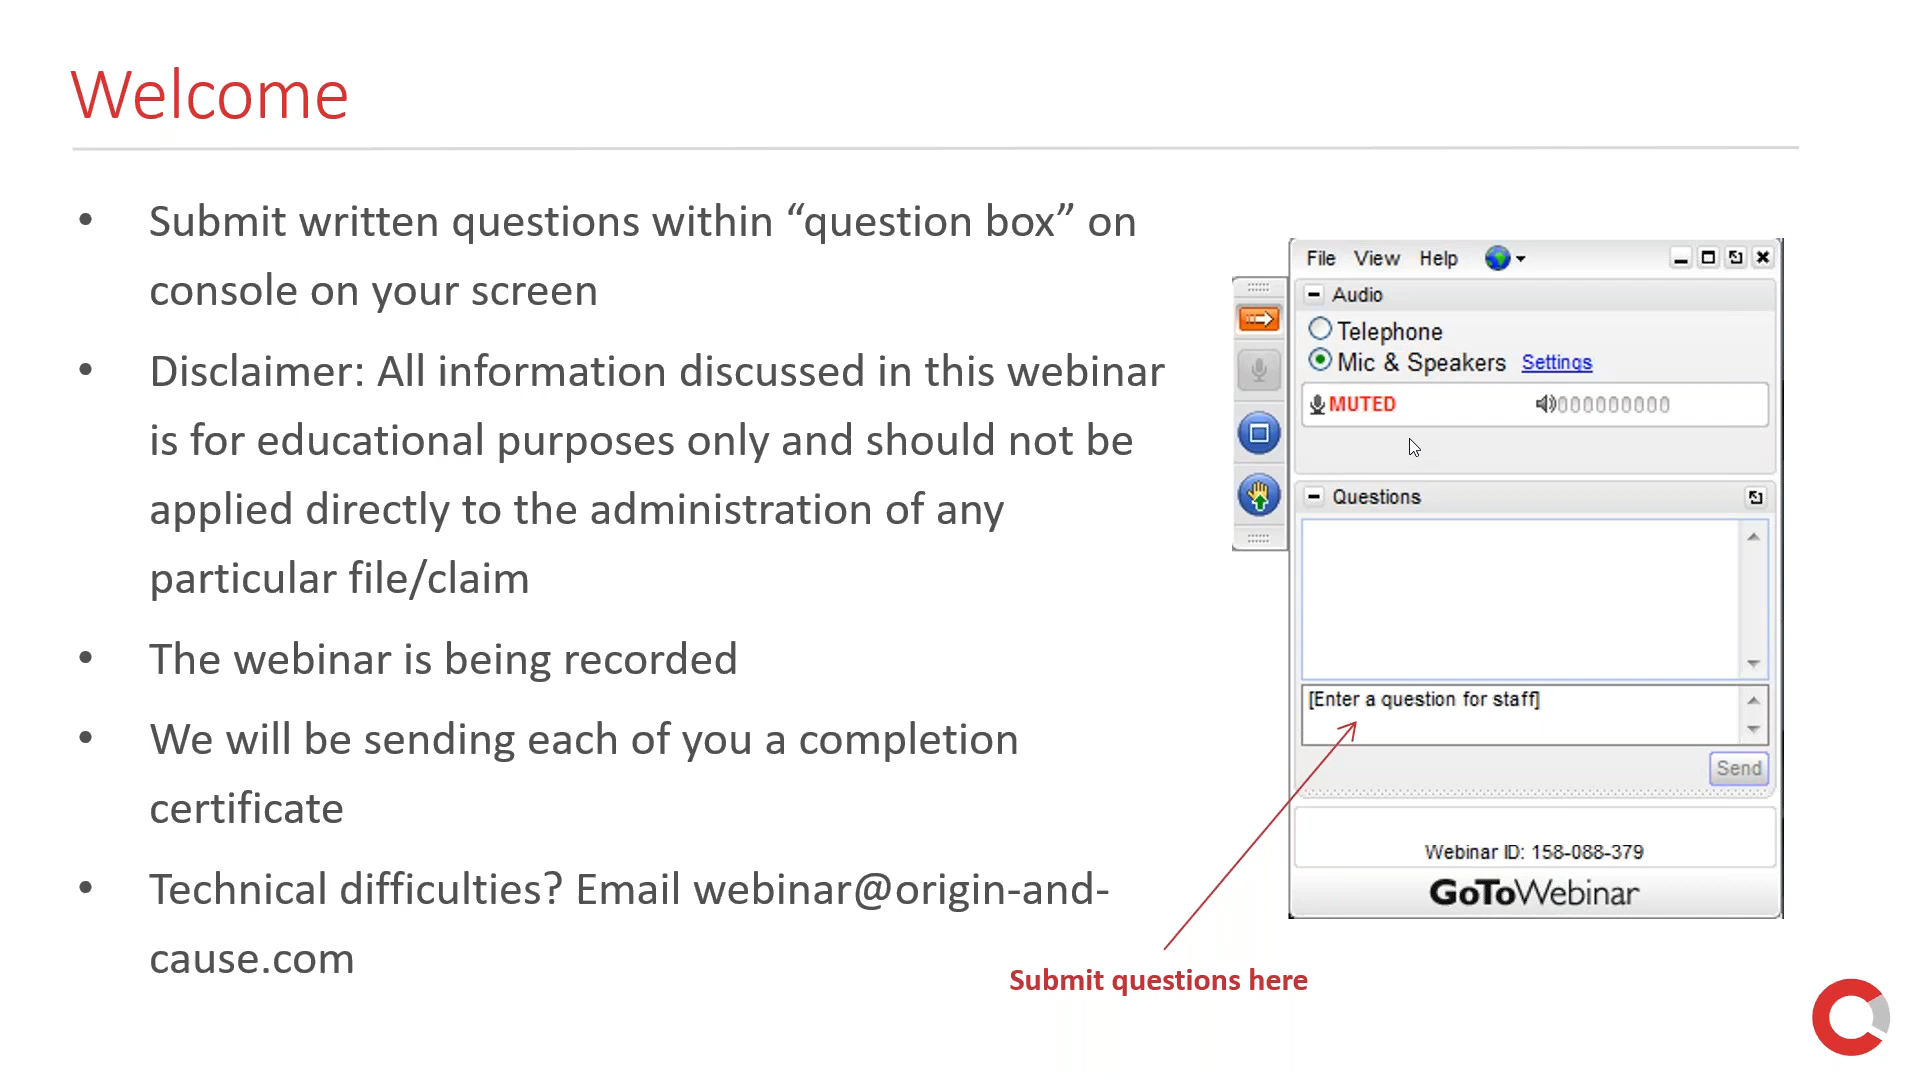 Welcome
• Submit written questions within “question box” on
console on your screen
• Disclaimer: All information discussed in this webinar
is for educational purposes only and should not be
applied directly to the administration of any
particular file/claim
• The webinar is being recorded
• We will be sending each of you a completion
certificate
• Technical difficulties? Email webinar@origin-and-
cause.com
File View Help
Audio
Telephone
Mic & Speakers Settings
MUTED 000000000
Questions
[Enter a question for staff]
Send
Webinar ID: 158-088-379
GoToWebinar
Submit questions here